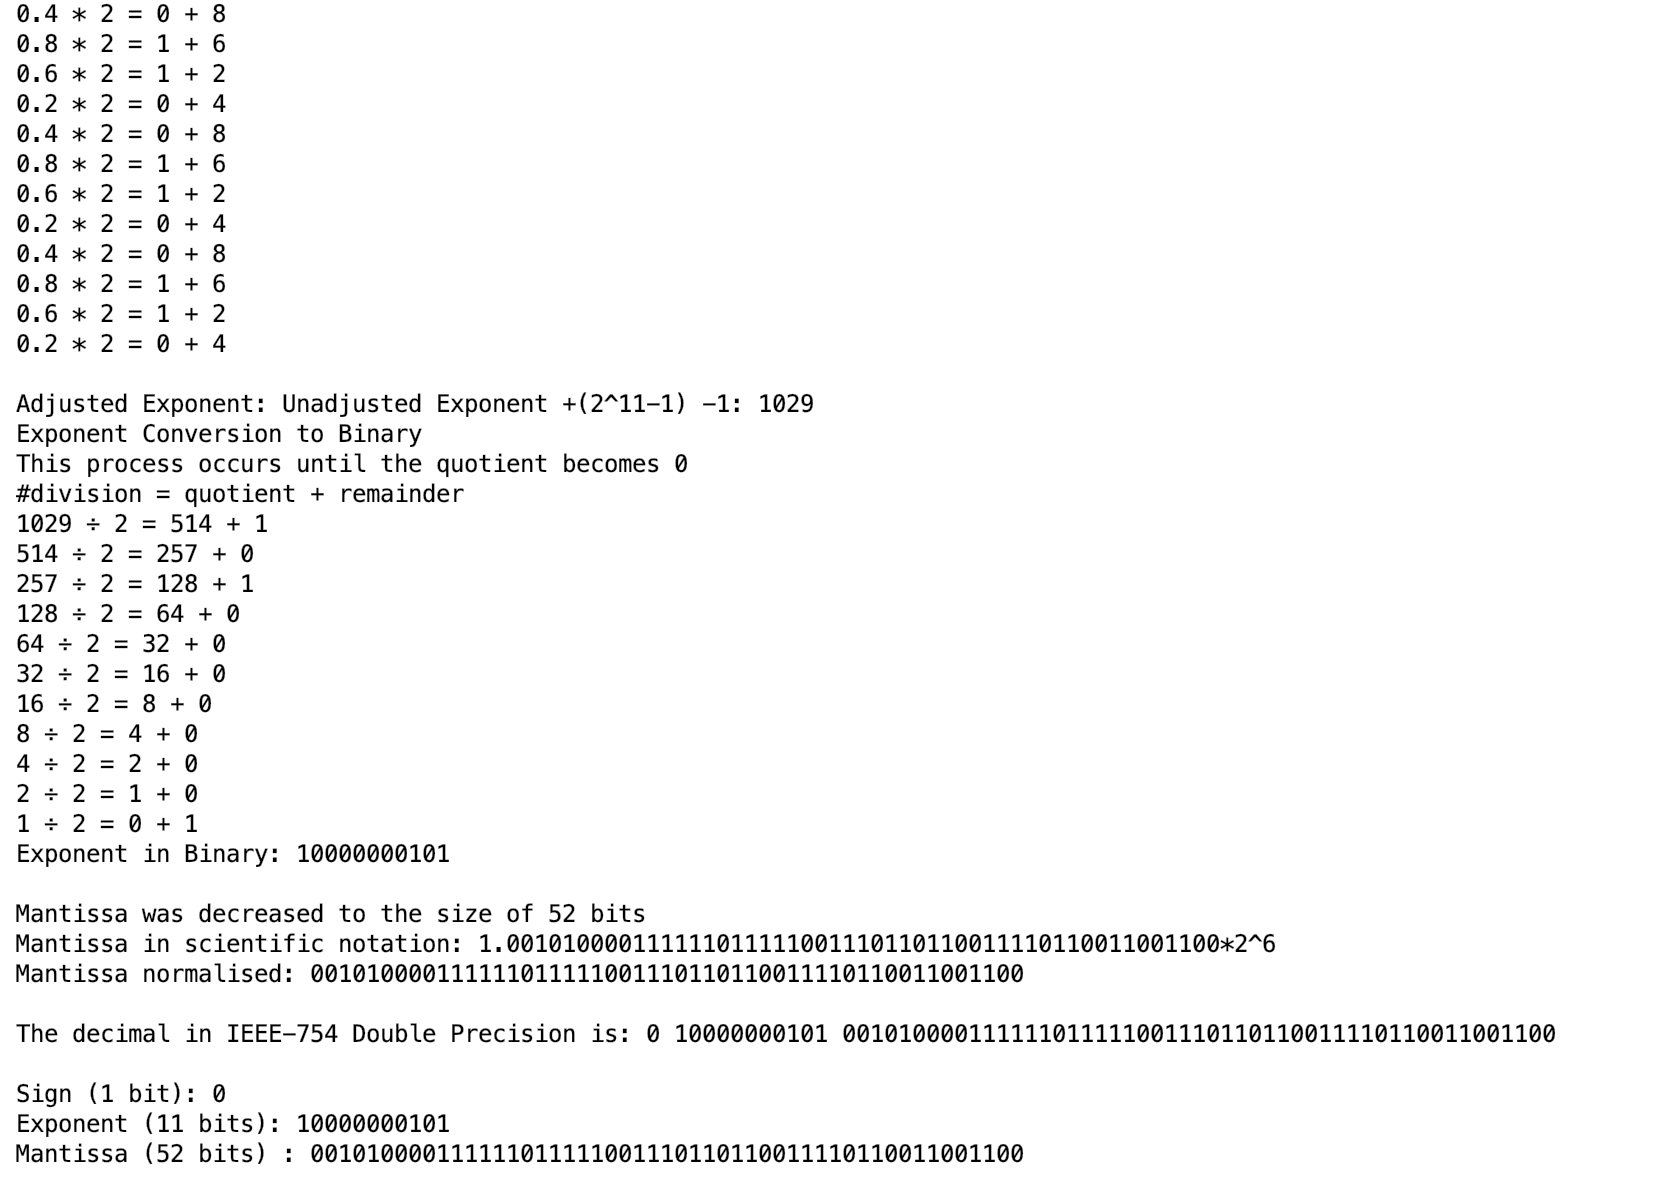 0.4 * 2 = 0 + 8
0.8 * 2 = 1 + 6
0.6 * 2 = 1 + 2
0.2 * 2 = 0 + 4
0.4 * 2 = 0 + 8
0.8 * 2 = 1 + 6
0.6 * 2 = 1 + 2
0.2 * 2 = 0 + 4
0.4 * 2 = 0 + 8
0.8 * 2 = 1 + 6
0.6 * 2 = 1 + 2
0.2 * 2 = 0 + 4
Adjusted Exponent: Unadjusted Exponent +(2^11-1) -1: 1029
Exponent Conversion to Binary
This process occurs until the quotient becomes 0
#division = quotient + remainder
1029 ÷ 2 = 514 + 1
514 ÷ 2 = 257 + 0
257 ÷ 2 = 128 + 1
128 ÷ 2 = 64 + 0
64 ÷ 2 = 32 + 0
32 ÷ 2 = 16 + 0
16 ÷ 2 = 8 + 0
8 ÷ 2 = 4 + 0
4 ÷ 2 = 2 + 0
2 ÷ 2 = 1 + 0
1 ÷ 2 = 0 + 1
Exponent in Binary: 10000000101
Mantissa was decreased to the size of 52 bits
Mantissa in scientific notation: 1.001010000111111011111001110110110011110110011001100*2^6
Mantissa normalised: 001010000111111011111001110110110011110110011001100
The decimal in IEEE-754 Double Precision is: 0 10000000101 001010000111111011111001110110110011110110011001100
Sign (1 bit): 0
Exponent (11 bits): 10000000101
Mantissa (52 bits) : 001010000111111011111001110110110011110110011001100